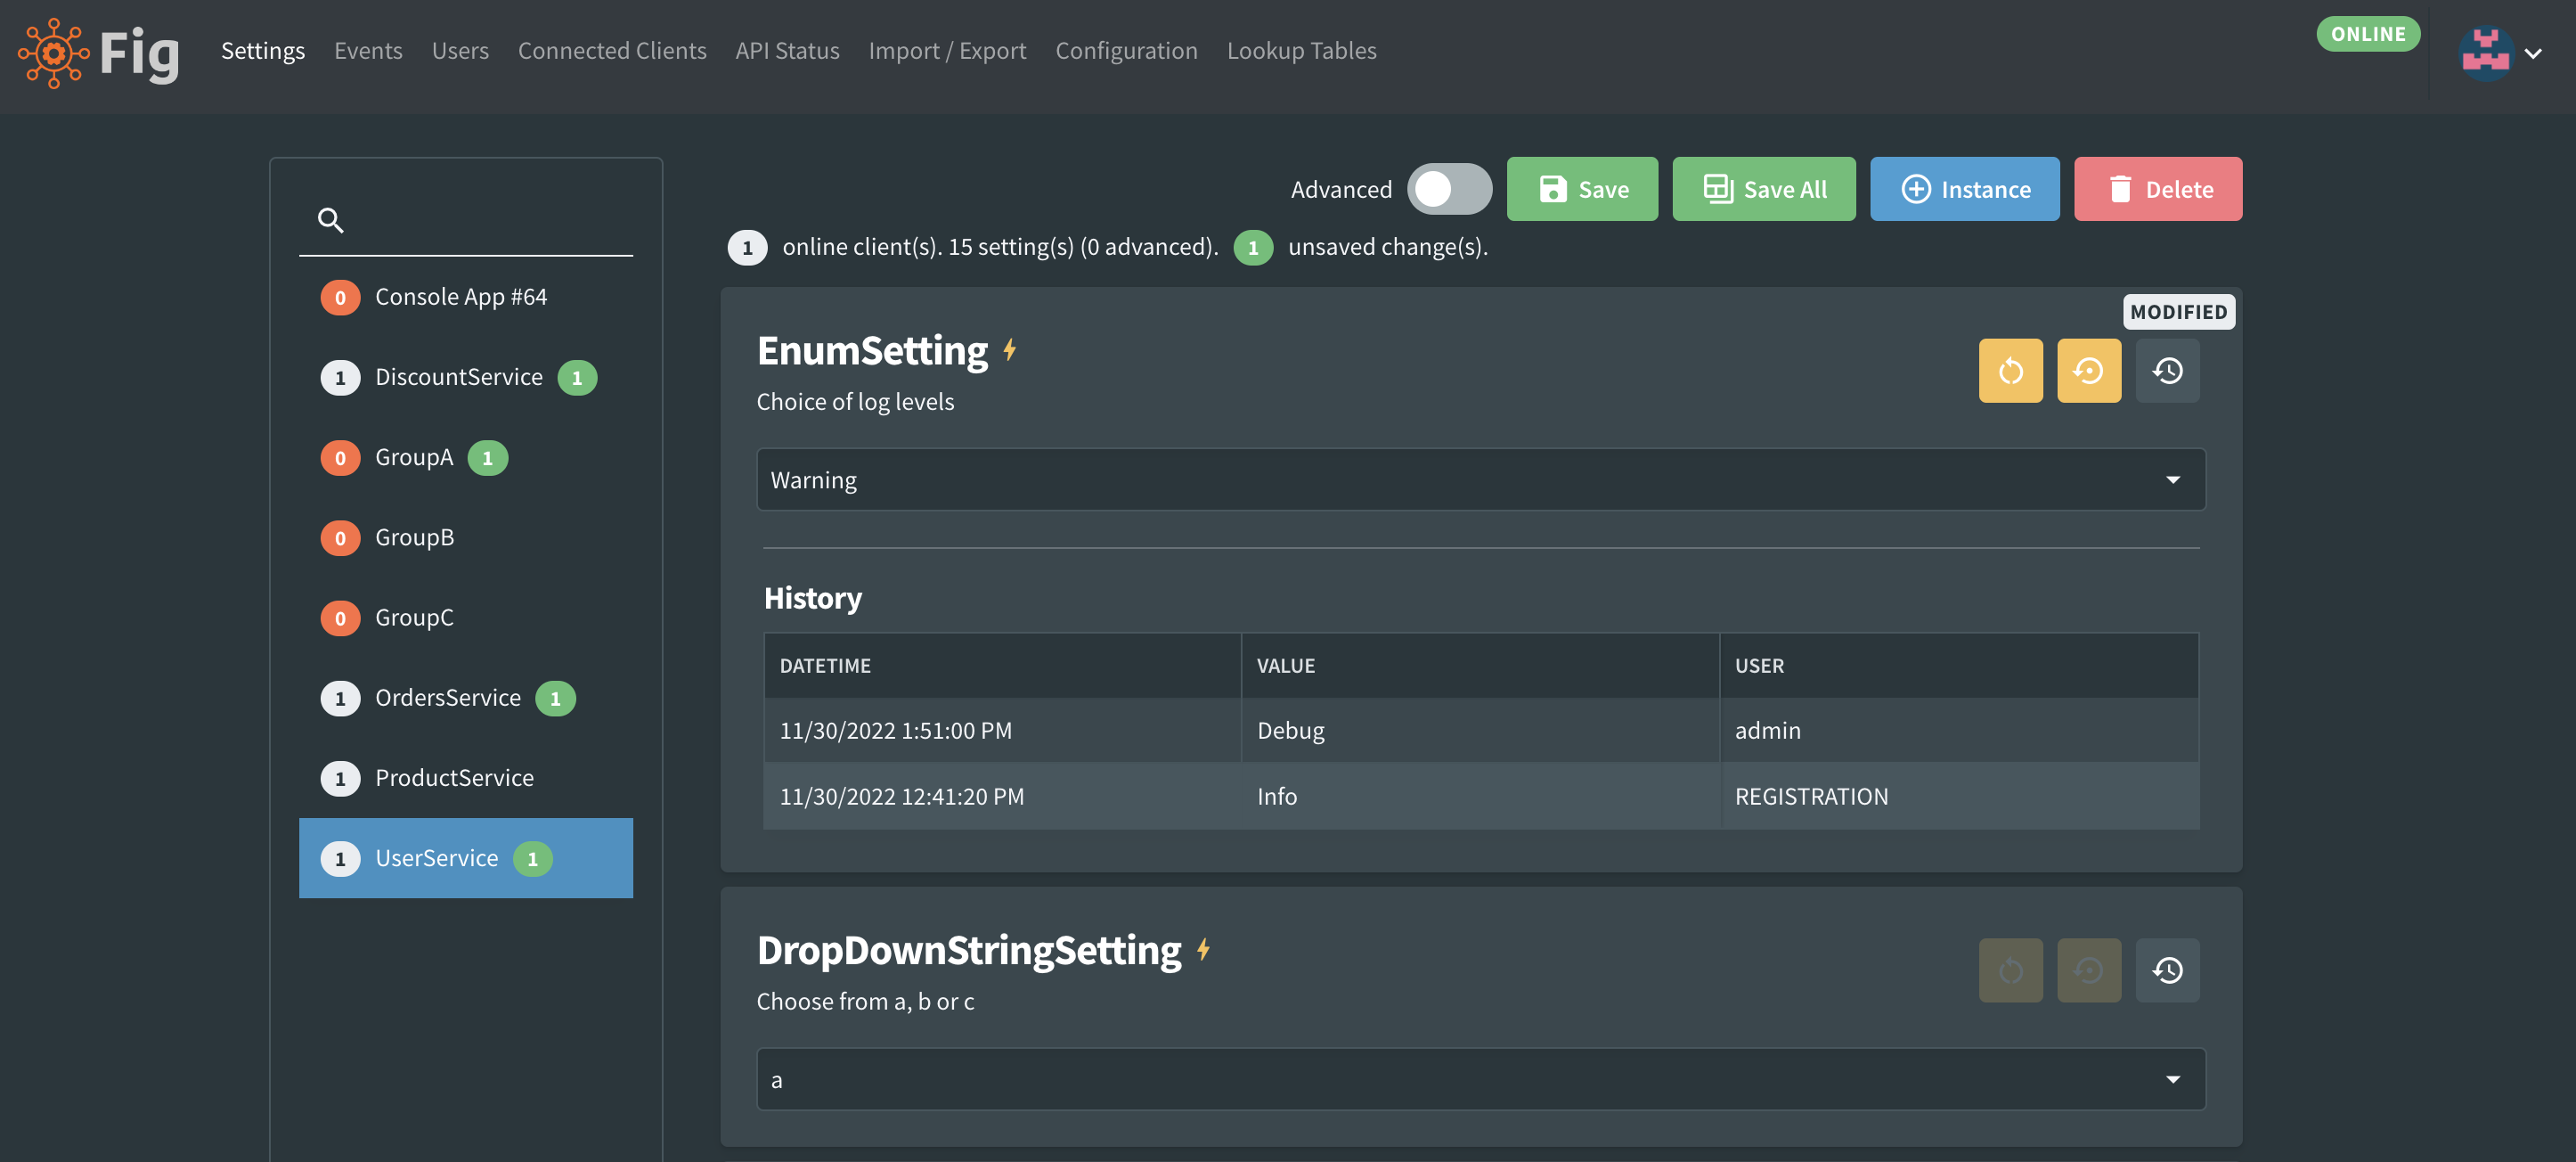 Fig Settings Events Users Connected Clients API Status Import / Export Configuration Lookup Tables ONLINE
Advanced Save Save All Instance Delete
1 online client(s). 15 setting(s) (0 advanced). 1 unsaved change(s).
0 Console App #64
1 DiscountService 1
0 GroupA 1
0 GroupB
0 GroupC
1 OrdersService 1
1 ProductService
1 UserService 1
MODIFIED
EnumSetting
Choice of log levels
Warning
History
DATETIME VALUE USER
11/30/2022 1:51:00 PM Debug admin
11/30/2022 12:41:20 PM Info REGISTRATION
DropDownStringSetting
Choose from a, b or c
a